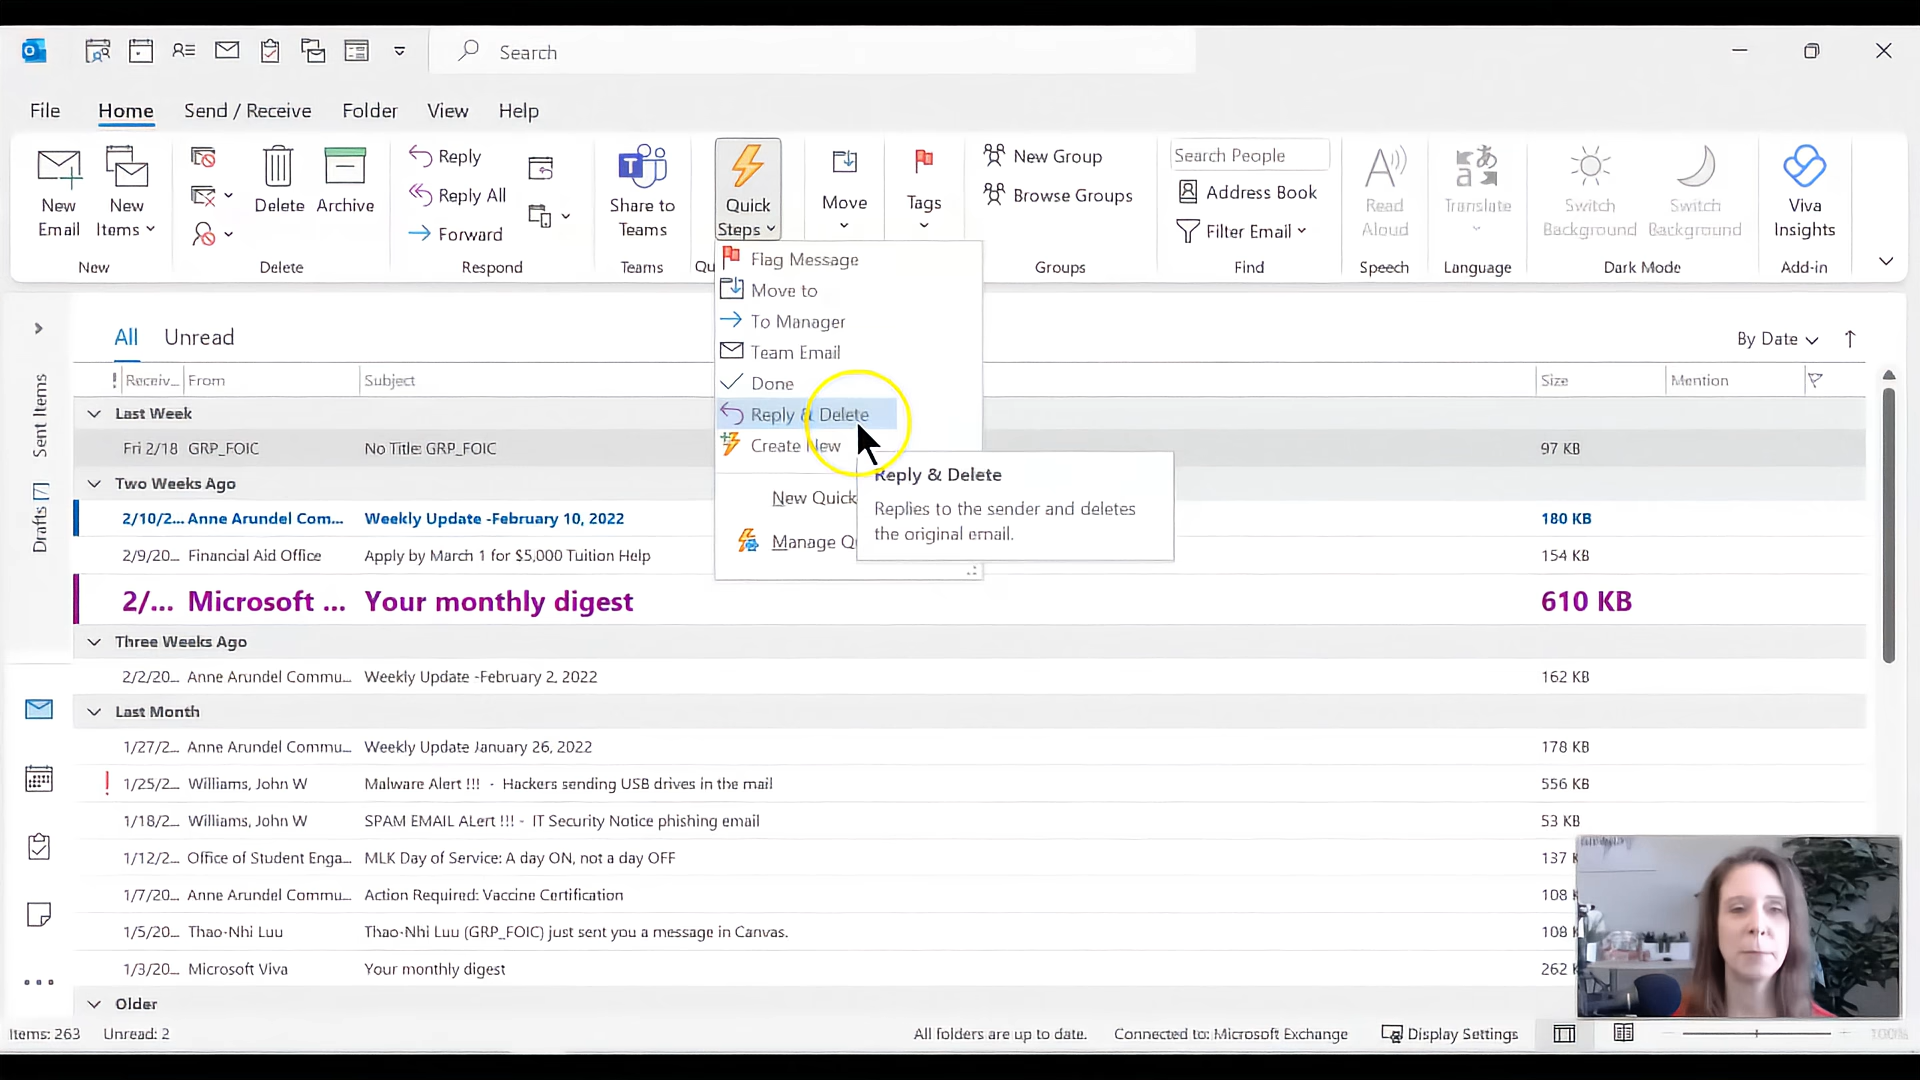 Search
File Home Send / Receive Folder View Help
New Email
New Items
Delete
Archive
Reply
Reply All
Forward
Share to Teams
Quick Steps
Move
Tags
New Group
Browse Groups
Search People
Address Book
Filter Email
Read Aloud
Translate
Switch Background
Switch Background
Viva Insights
New Delete Respond Teams Qu Groups Find Speech Language Dark Mode Add-in
Flag Message
Move to
To Manager
Team Email
Done
Reply & Delete
Create New
New Quick
Manage Qu
Reply & Delete
Replies to the sender and deletes
the original email.
All Unread By Date
! Receiv... From Subject Size Mention
Sent Items
Drafts [7]
Last Week
Fri 2/18 GRP_FOIC No Title: GRP_FOIC 97 KB
Two Weeks Ago
2/10/2... Anne Arundel Com... Weekly Update -February 10, 2022 180 KB
2/9/20... Financial Aid Office Apply by March 1 for $5,000 Tuition Help 154 KB
2/... Microsoft ... Your monthly digest 610 KB
Three Weeks Ago
2/2/20... Anne Arundel Commu... Weekly Update -February 2, 2022 162 KB
Last Month
1/27/2... Anne Arundel Commu... Weekly Update January 26, 2022 178 KB
! 1/25/2... Williams, John W Malware Alert !!! - Hackers sending USB drives in the mail 556 KB
1/18/2... Williams, John W SPAM EMAIL ALert !!! - IT Security Notice phishing email 53 KB
1/12/2... Office of Student Enga... MLK Day of Service: A day ON, not a day OFF 137 K
1/7/20... Anne Arundel Commu... Action Required: Vaccine Certification 108 K
1/5/20... Thao-Nhi Luu Thao-Nhi Luu (GRP_FOIC) just sent you a message in Canvas. 108 K
1/3/20... Microsoft Viva Your monthly digest 262 K
Older
Items: 263 Unread: 2 All folders are up to date. Connected to: Microsoft Exchange Display Settings 100%